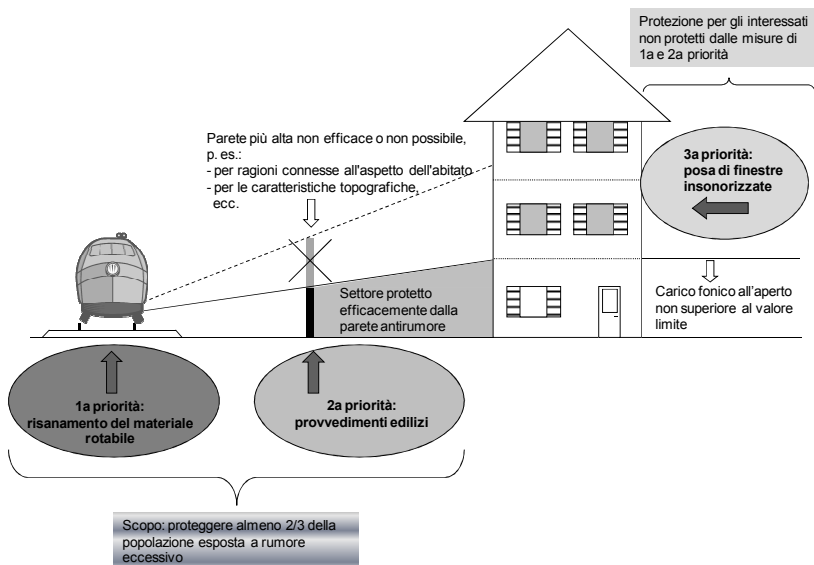 Protezione per gli interessati
non protetti dalle misure di
1a e 2a priorità
Parete più alta non efficace o non possibile,
p. es.:
- per ragioni connesse all'aspetto dell'abitato
- per le caratteristiche topografiche,
ecc.
3a priorità:
posa di finestre
insonorizzate
Settore protetto
efficacemente dalla
parete antirumore
Carico fonico all'aperto
non superiore al valore
limite
1a priorità:
risanamento del materiale
rotabile
2a priorità:
provvedimenti edilizi
Scopo: proteggere almeno 2/3 della
popolazione esposta a rumore
eccessivo